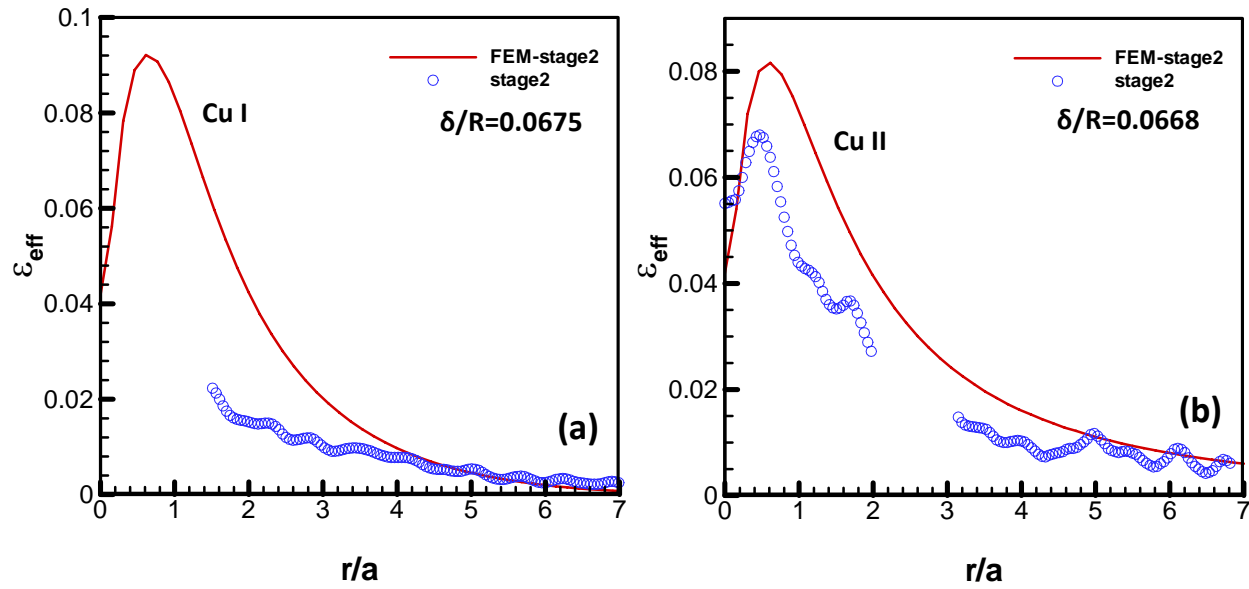 0.1
0.08
0.06
0.04
0.02
0
ε_eff
0 1 2 3 4 5 6 7
r/a
FEM-stage2
stage2
δ/R=0.0675
Cu I
(a)
0.08
0.06
0.04
0.02
0
ε_eff
0 1 2 3 4 5 6 7
r/a
FEM-stage2
stage2
δ/R=0.0668
Cu II
(b)